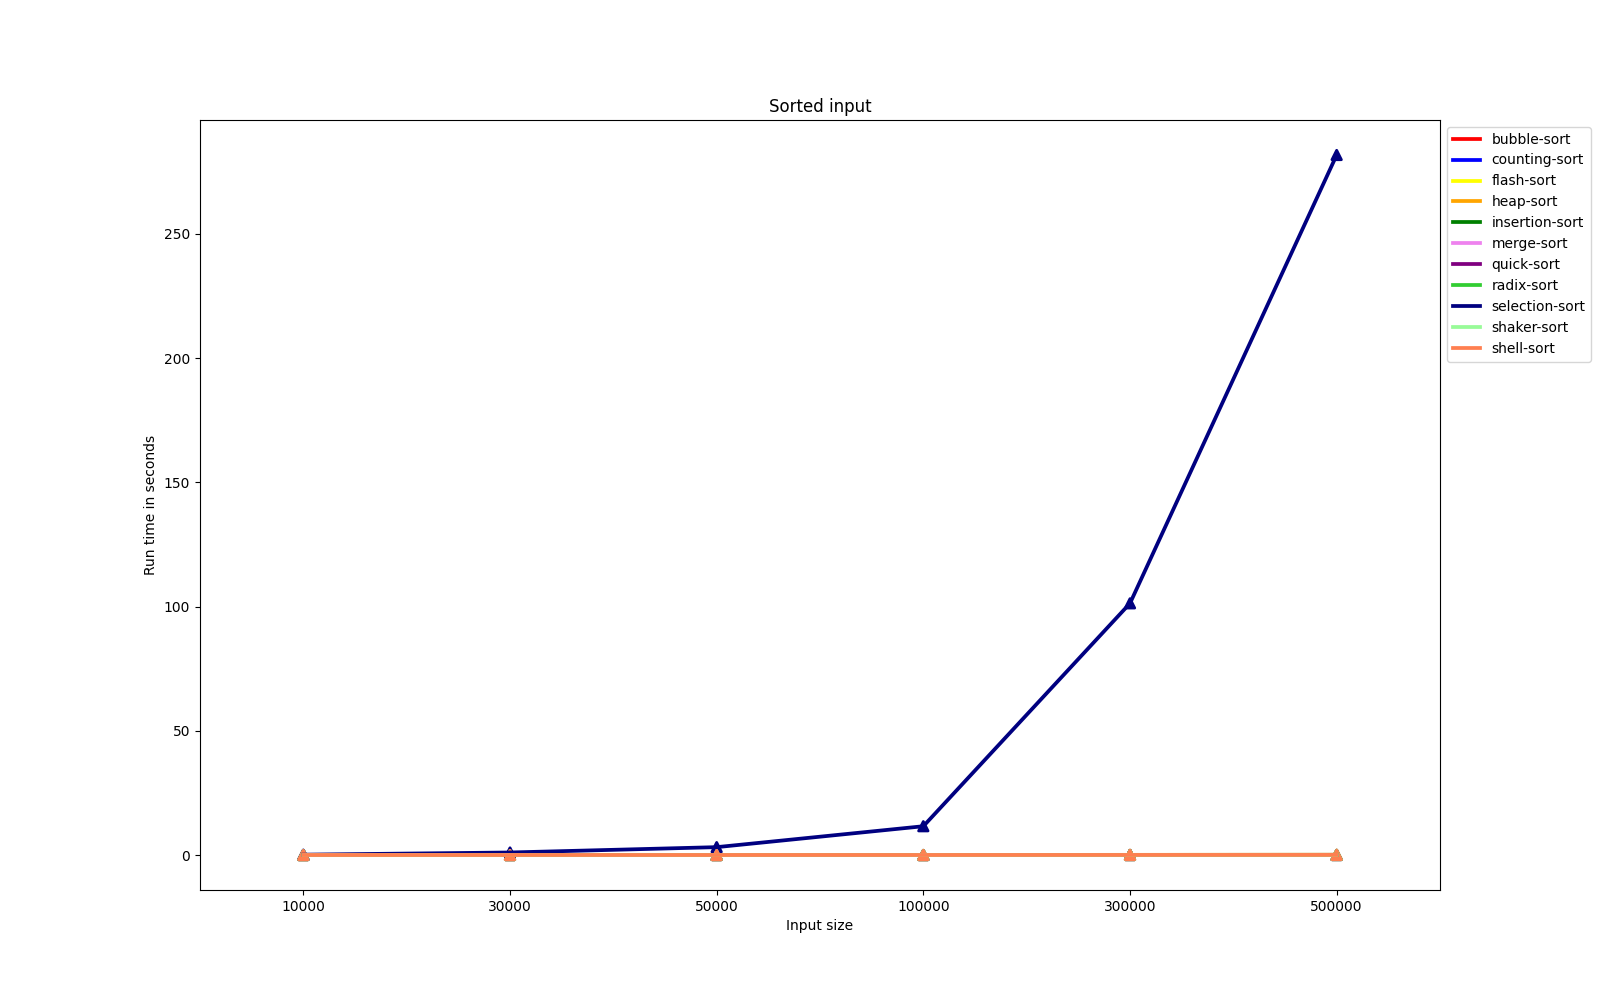 Sorted input
bubble-sort
counting-sort
flash-sort
heap-sort
insertion-sort
merge-sort
quick-sort
radix-sort
selection-sort
shaker-sort
shell-sort
Run time in seconds
250
200
150
100
50
0
10000 30000 50000 100000 300000 500000
Input size